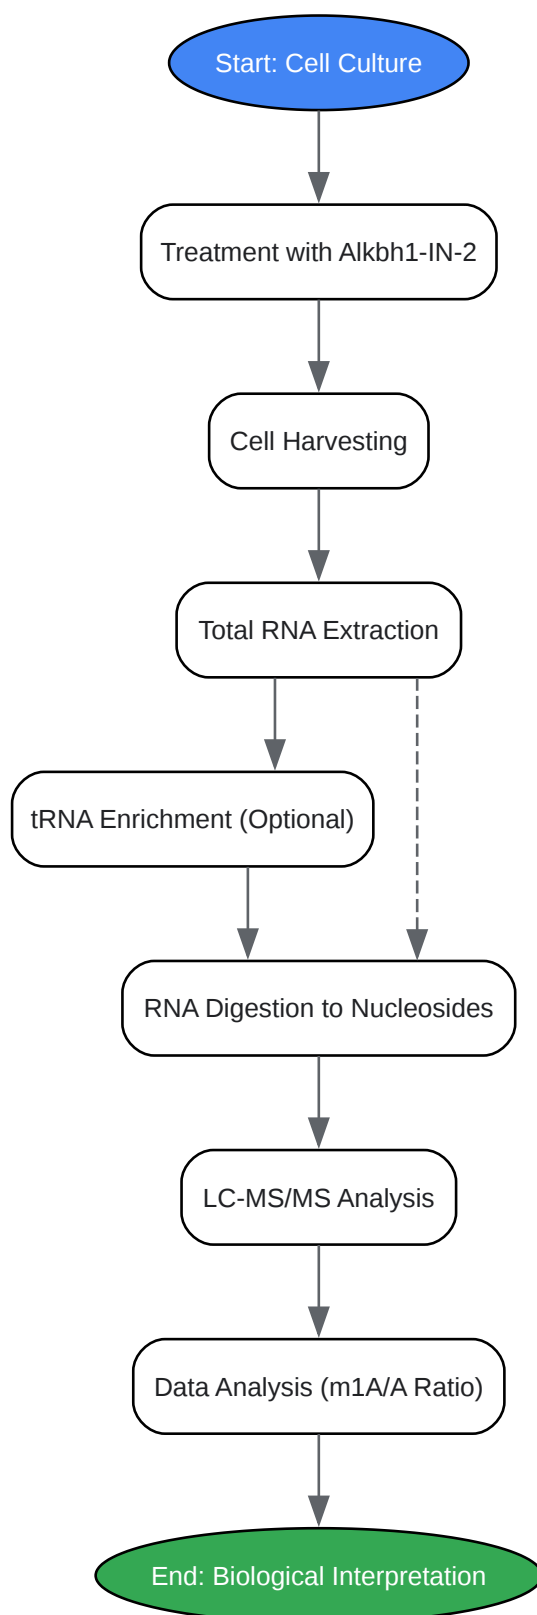 Start: Cell Culture
Treatment with Alkbh1-IN-2
Cell Harvesting
Total RNA Extraction
tRNA Enrichment (Optional)
RNA Digestion to Nucleosides
LC-MS/MS Analysis
Data Analysis (m1A/A Ratio)
End: Biological Interpretation